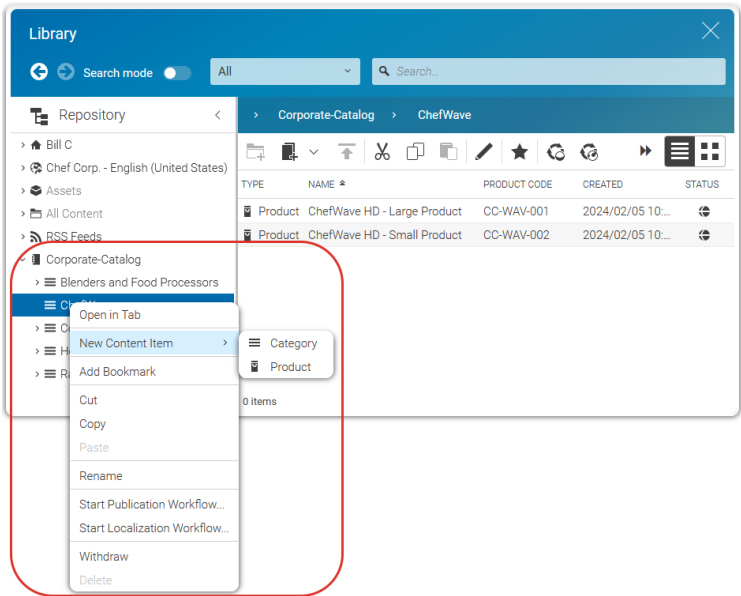 Library
Search mode
All
Search...
Repository
Corporate-Catalog
ChefWave
Bill C
Chef Corp. - English (United States)
Assets
All Content
RSS Feeds
Corporate-Catalog
Blenders and Food Processors
TYPE NAME PRODUCT CODE CREATED STATUS
Product ChefWave HD - Large Product CC-WAV-001 2024/02/05 10:...
Product ChefWave HD - Small Product CC-WAV-002 2024/02/05 10:...
Open in Tab
New Content Item
Category
Product
Add Bookmark
Cut
Copy
Paste
Rename
Start Publication Workflow...
Start Localization Workflow...
Withdraw
Delete
0 items